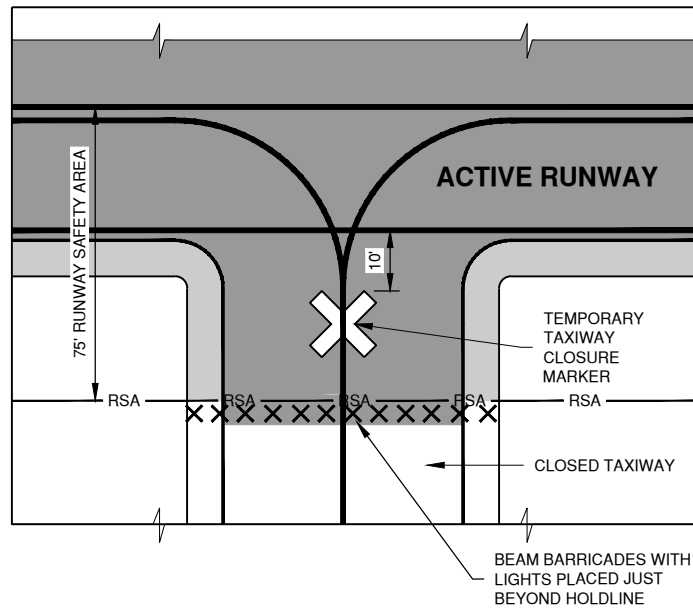 ACTIVE RUNWAY
75' RUNWAY SAFETY AREA
10'
TEMPORARY
TAXIWAY
CLOSURE
MARKER
RSA RSA RSA RSA RSA
CLOSED TAXIWAY
BEAM BARRICADES WITH
LIGHTS PLACED JUST
BEYOND HOLDLINE